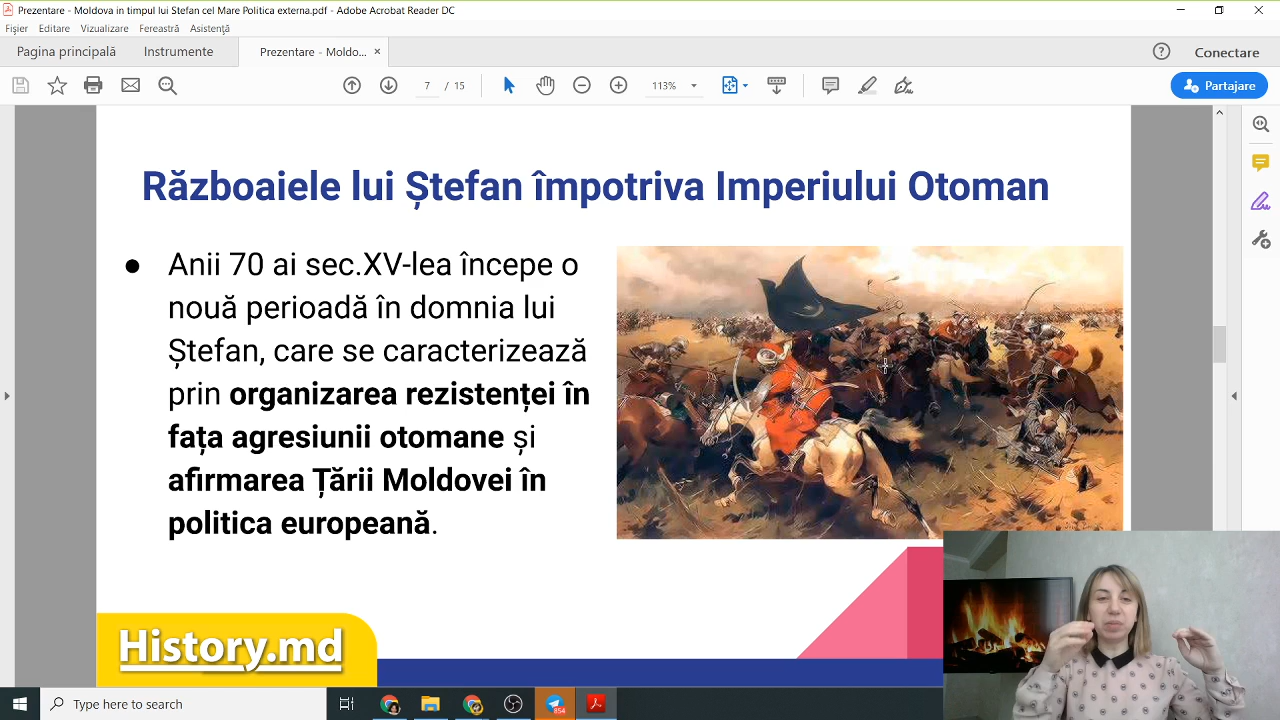 Prezentare - Moldova in timpul lui Stefan cel Mare Politica externa.pdf - Adobe Acrobat Reader DC
Fișier Editare Vizualizare Fereastră Asistență
Pagina principală Instrumente Prezentare - Moldo... × Conectare
7 / 15 113% Partajare
Războaiele lui Ștefan împotriva Imperiului Otoman
● Anii 70 ai sec.XV-lea începe o
nouă perioadă în domnia lui
Ștefan, care se caracterizează
prin organizarea rezistenței în
fața agresiunii otomane și
afirmarea Țării Moldovei în
politica europeană.
History.md
Type here to search
854